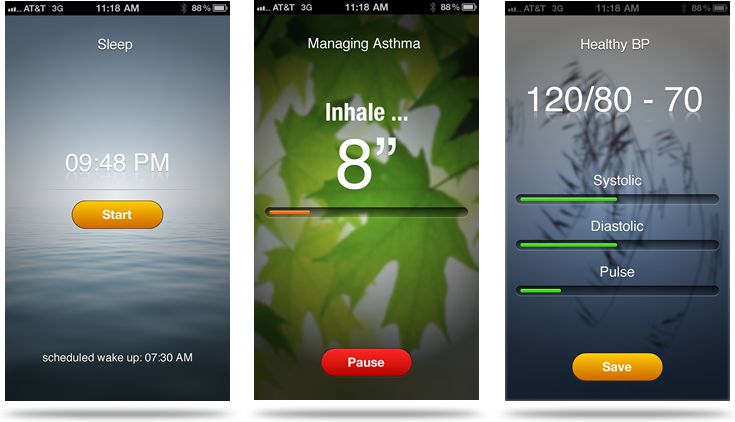 AT&T 3G 11:18 AM 88%
Sleep
09:48 PM
Start
scheduled wake up: 07:30 AM
AT&T 3G 11:18 AM 88%
Managing Asthma
Inhale ...
8”
Pause
AT&T 3G 11:18 AM 88%
Healthy BP
120/80 - 70
Systolic
Diastolic
Pulse
Save